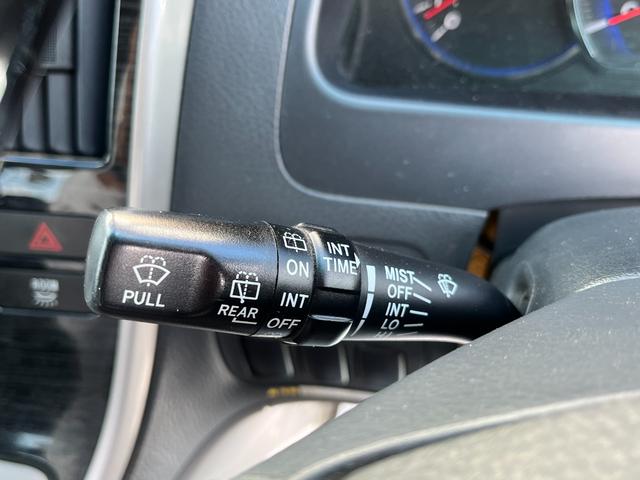 PULL
REAR
ON
INT
OFF
INT
TIME
MIST
OFF
INT
LO